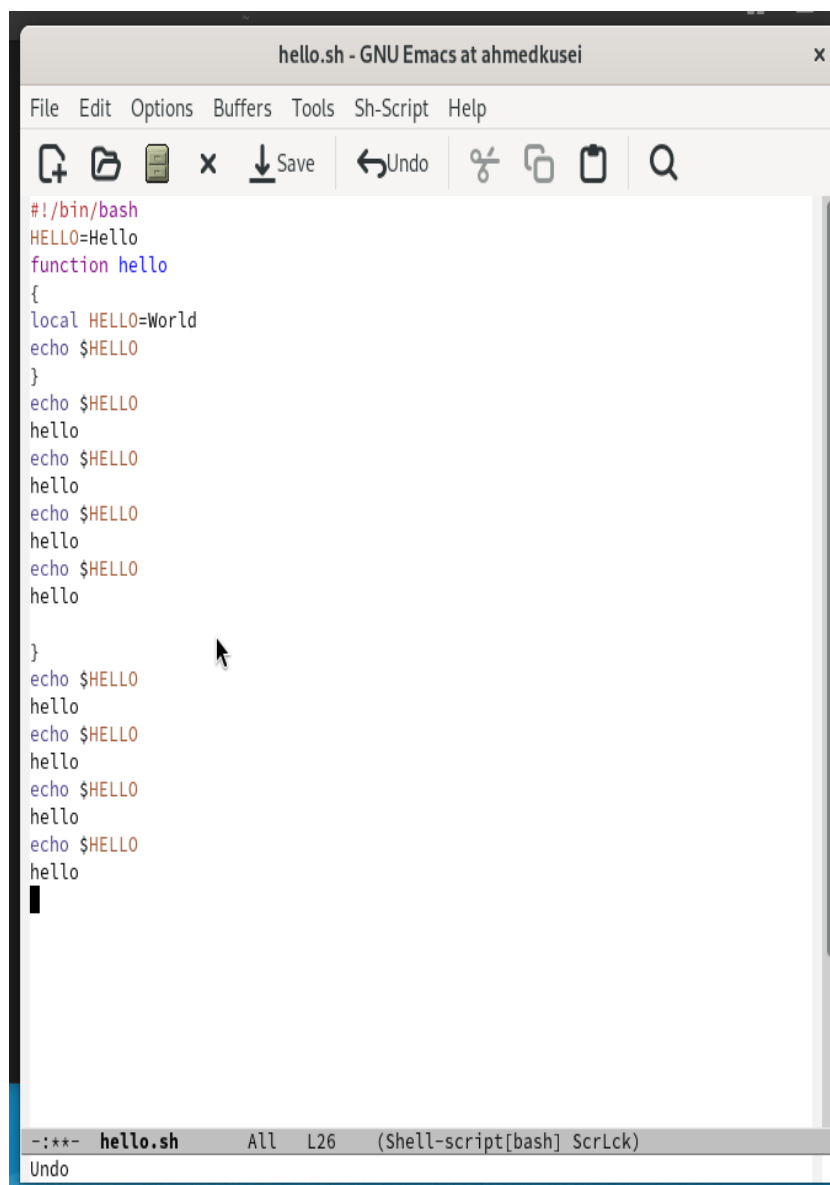 hello.sh - GNU Emacs at ahmedkusei
File Edit Options Buffers Tools Sh-Script Help
Save Undo
#!/bin/bash
HELLO=Hello
function hello
{
local HELLO=World
echo $HELLO
}
echo $HELLO
hello
echo $HELLO
hello
echo $HELLO
hello
echo $HELLO
hello
}
echo $HELLO
hello
echo $HELLO
hello
echo $HELLO
hello
echo $HELLO
hello
-:**- hello.sh All L26 (Shell-script[bash] ScrLck)
Undo